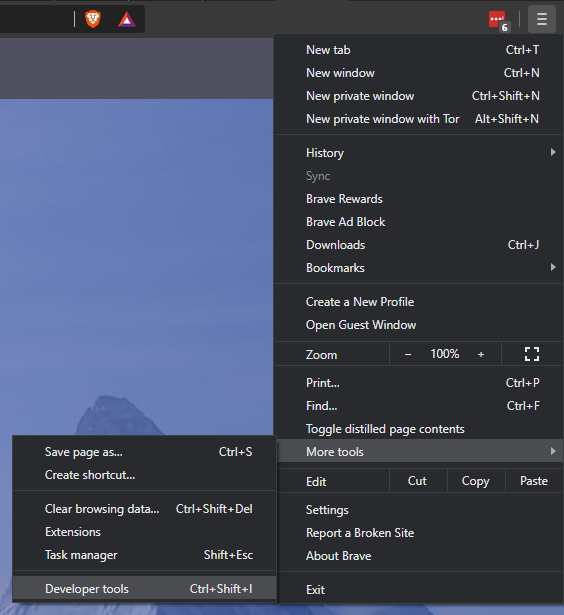 6
New tab Ctrl+T
New window Ctrl+N
New private window Ctrl+Shift+N
New private window with Tor Alt+Shift+N
History
Sync
Brave Rewards
Brave Ad Block
Downloads Ctrl+J
Bookmarks
Create a New Profile
Open Guest Window
Zoom − 100% +
Print... Ctrl+P
Find... Ctrl+F
Toggle distilled page contents
More tools
Edit Cut Copy Paste
Settings
Report a Broken Site
About Brave
Exit
Save page as... Ctrl+S
Create shortcut...
Clear browsing data... Ctrl+Shift+Del
Extensions
Task manager Shift+Esc
Developer tools Ctrl+Shift+I